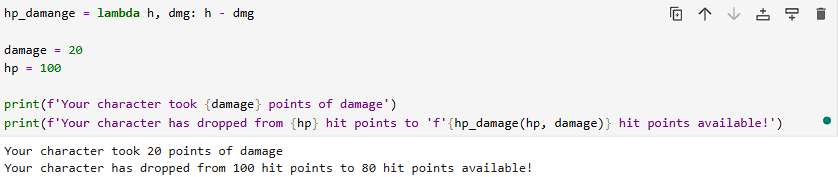 hp_damange = lambda h, dmg: h - dmg
damage = 20
hp = 100
print(f'Your character took {damage} points of damage')
print(f'Your character has dropped from {hp} hit points to 'f'{hp_damage(hp, damage)} hit points available!')
Your character took 20 points of damage
Your character has dropped from 100 hit points to 80 hit points available!